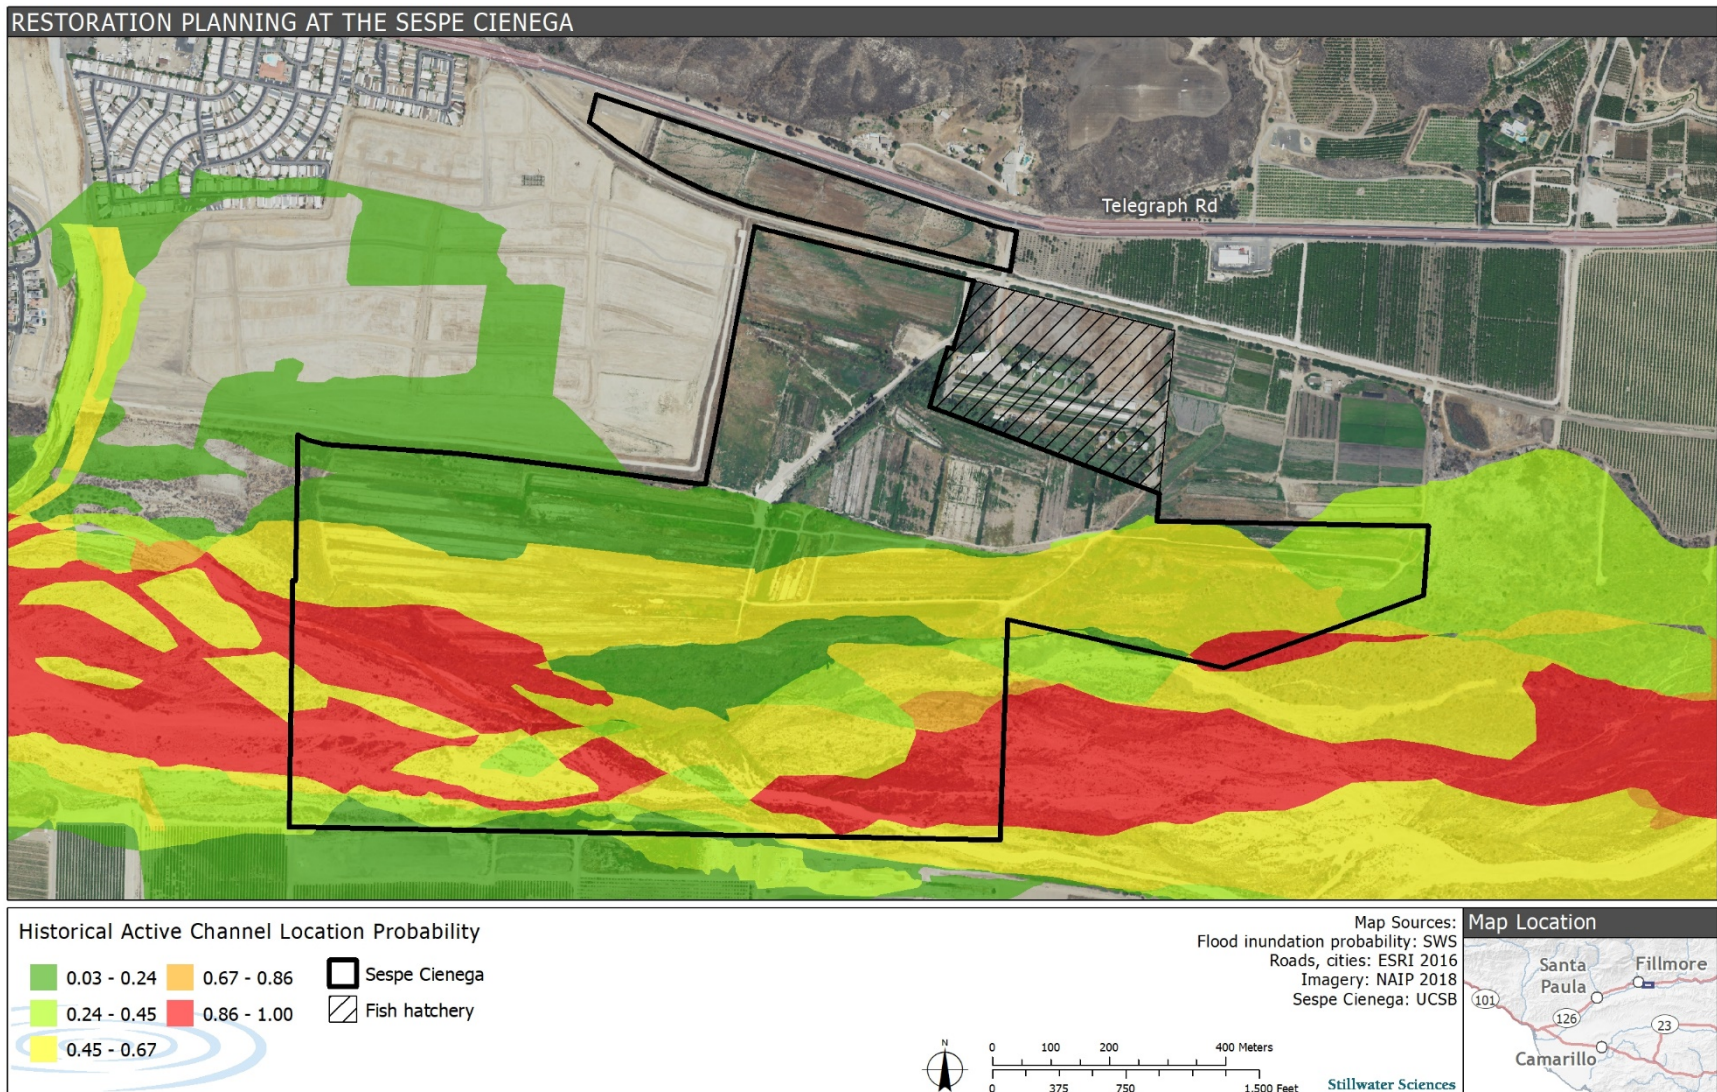 RESTORATION PLANNING AT THE SESPE CIENEGA
Telegraph Rd
Historical Active Channel Location Probability
0.03 - 0.24
0.24 - 0.45
0.45 - 0.67
0.67 - 0.86
0.86 - 1.00
Sespe Cienega
Fish hatchery
Map Sources:
Flood inundation probability: SWS
Roads, cities: ESRI 2016
Imagery: NAIP 2018
Sespe Cienega: UCSB
N
0 100 200 400 Meters
0 375 750 1,500 Feet
Stillwater Sciences
Map Location
Santa
Paula
Fillmore
101
126
23
Camarillo